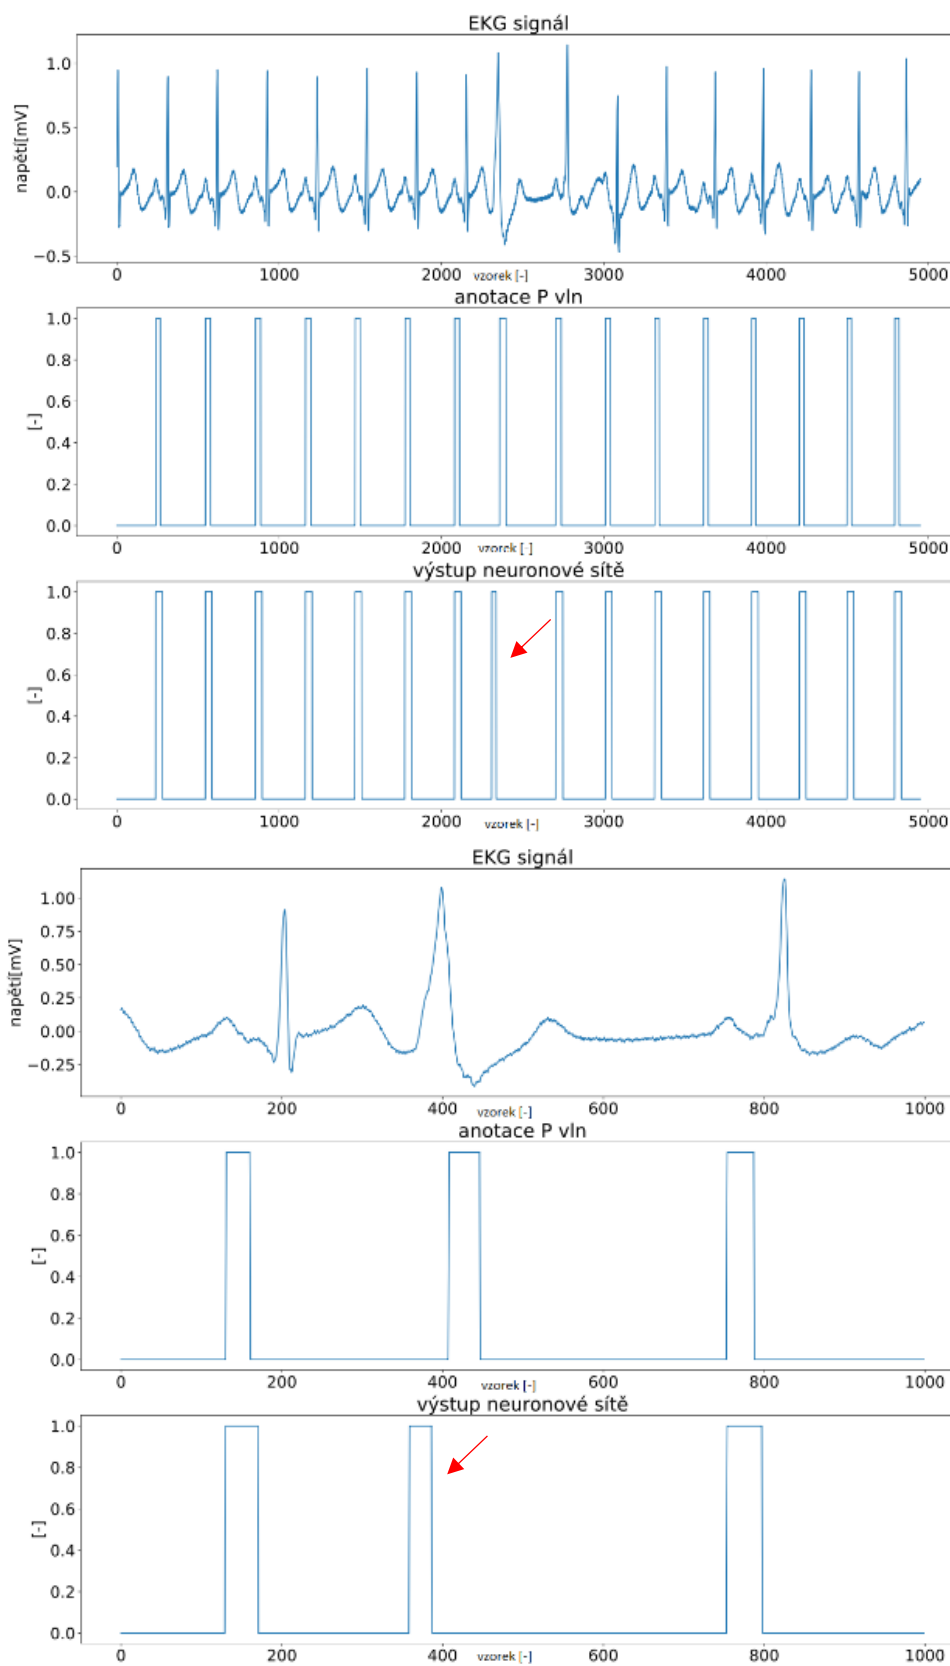 EKG signál
napětí[mV]
1.0
0.5
0.0
−0.5
0 1000 2000 3000 4000 5000
vzorek [-]
anotace P vln
[-]
1.0
0.8
0.6
0.4
0.2
0.0
0 1000 2000 3000 4000 5000
vzorek [-]
výstup neuronové sítě
[-]
1.0
0.8
0.6
0.4
0.2
0.0
0 1000 2000 3000 4000 5000
vzorek [-]
EKG signál
napětí[mV]
1.00
0.75
0.50
0.25
0.00
−0.25
0 200 400 600 800 1000
vzorek [-]
anotace P vln
[-]
1.0
0.8
0.6
0.4
0.2
0.0
0 200 400 600 800 1000
vzorek [-]
výstup neuronové sítě
[-]
1.0
0.8
0.6
0.4
0.2
0.0
0 200 400 600 800 1000
vzorek [-]